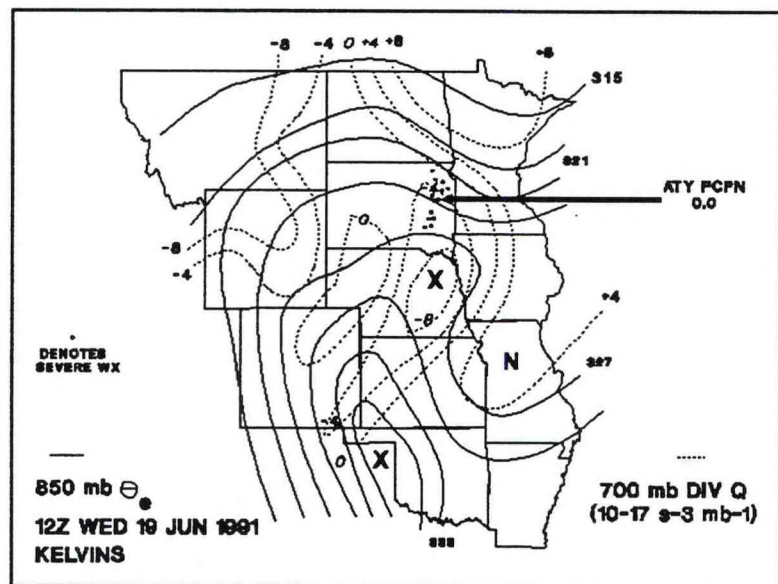 -8 -4 0 +4 +8 +8
315
321
ATY PCPN
0.0
-8
-4
0
X
-8
+4
DENOTES
SEVERE WX
N
327
0
X
850 mb Θe
12Z WED 19 JUN 1991
KELVINS
700 mb DIV Q
(10-17 s-3 mb-1)